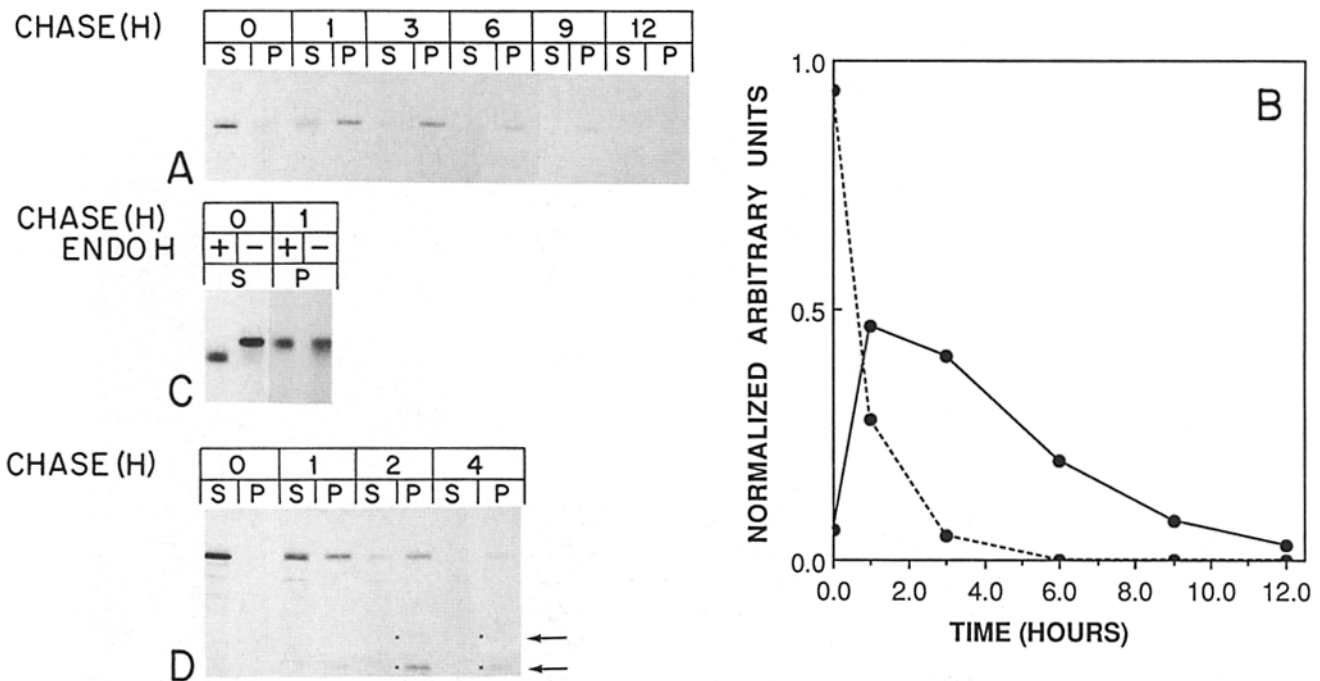 CHASE(H) 0 1 3 6 9 12
S P S P S P S P S P S P
A
CHASE(H) 0 1
ENDO H + − + −
S P
C
CHASE(H) 0 1 2 4
S P S P S P S P
D
B
NORMALIZED ARBITRARY UNITS
1.0
0.5
0.0
0.0 2.0 4.0 6.0 8.0 10.0 12.0
TIME (HOURS)